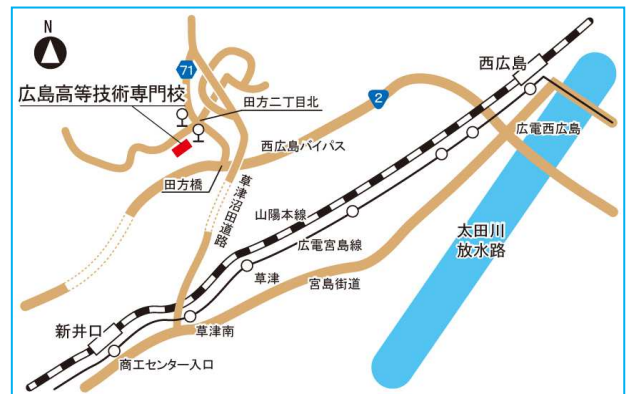 N
71
西広島
広島高等技術専門校
田方二丁目北
2
広電西広島
西広島バイパス
田方橋
草津沼田道路
山陽本線
太田川
放水路
広電宮島線
草津
宮島街道
新井口
草津南
商工センター入口